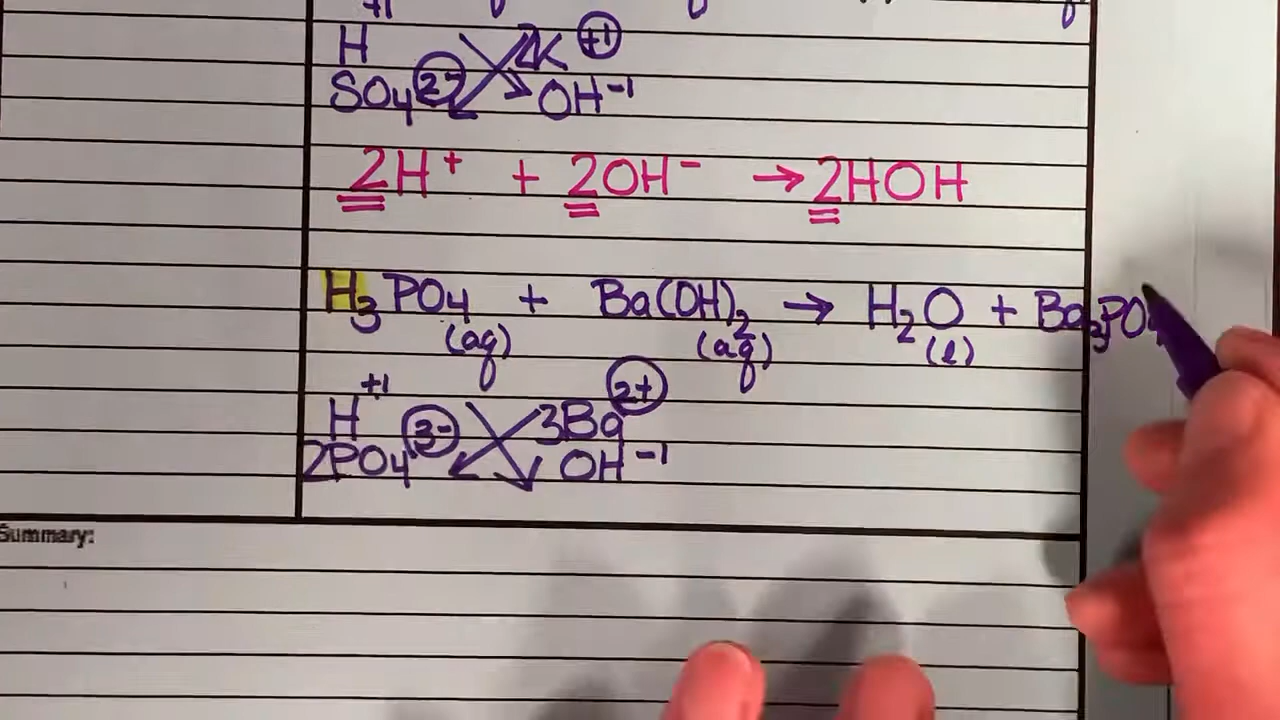 +1
H K +1
SO4 2- OH-1
2H+ + 2OH- → 2HOH
H3PO4 + Ba(OH)2 → H2O + Ba3PO4
(aq) (aq) (l)
+1 2+
H 3- 3Ba
2PO4 OH-1
Summary: